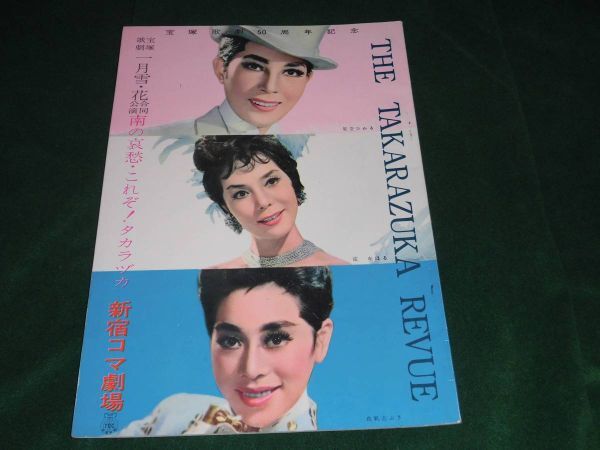 宝塚歌劇50周年記念
THE TAKARAZUKA REVUE
宝塚歌劇 一月雪・花合同公演
南の哀愁・これぞ!タカラヅカ
新宿コマ劇場